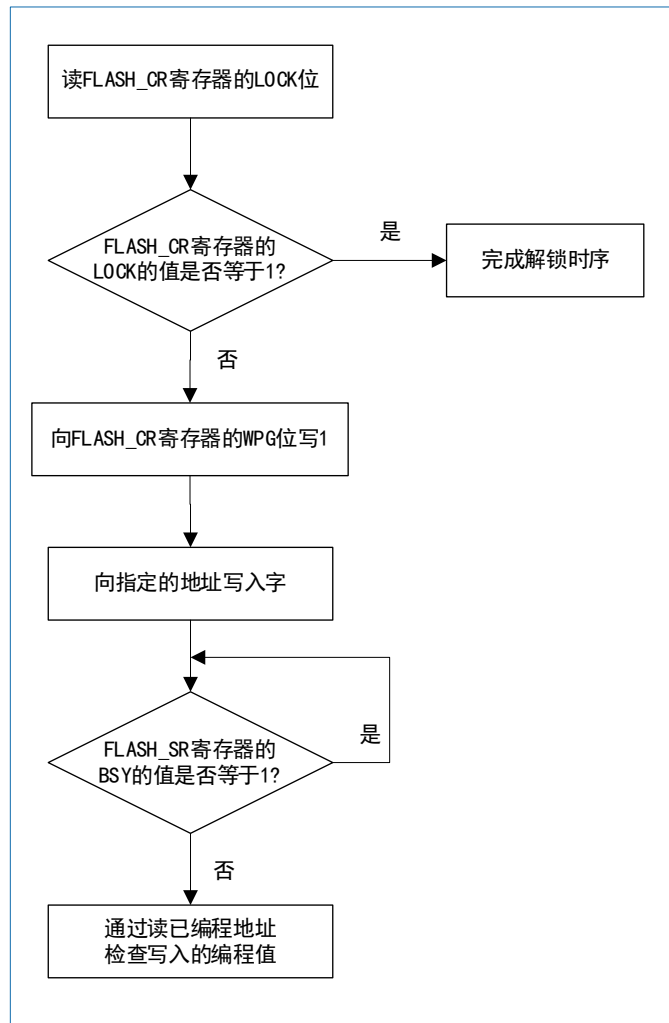 读FLASH_CR寄存器的LOCK位
FLASH_CR寄存器的
LOCK的值是否等于1?
是
完成解锁时序
否
向FLASH_CR寄存器的WPG位写1
向指定的地址写入字
FLASH_SR寄存器的
BSY的值是否等于1?
是
否
通过读已编程地址
检查写入的编程值